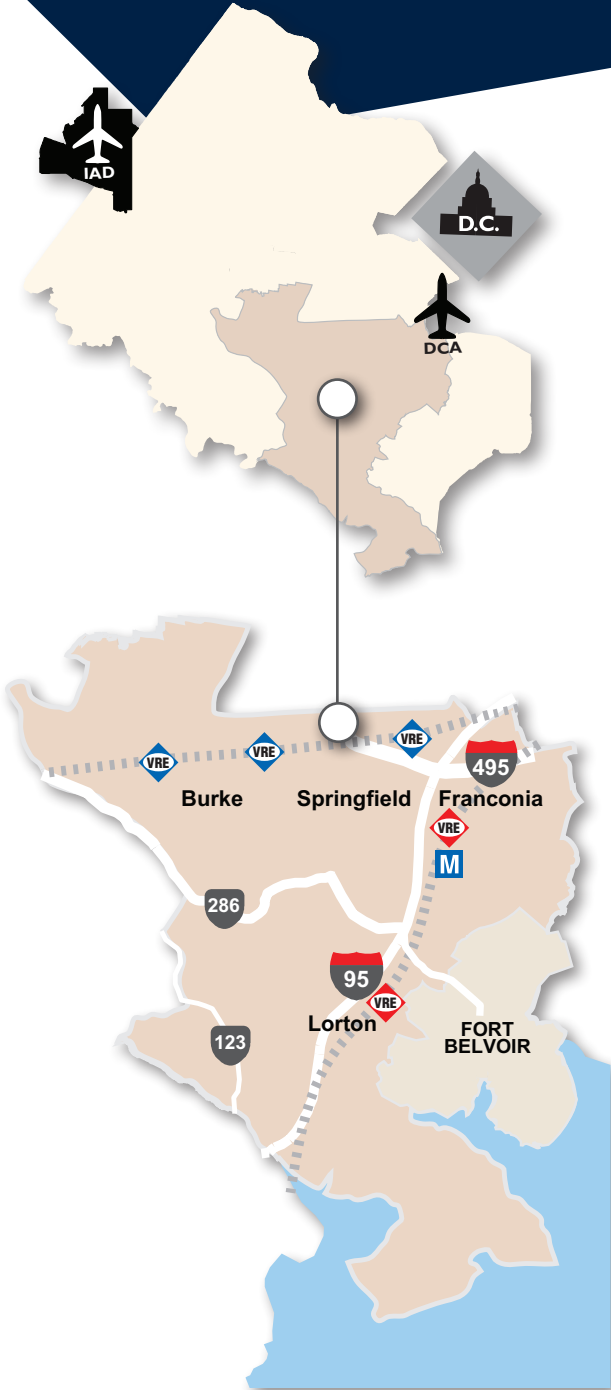 IAD
D.C.
DCA
VRE
VRE
VRE
495
Burke
Springfield
Franconia
VRE
M
286
95
VRE
Lorton
FORT
BELVOIR
123